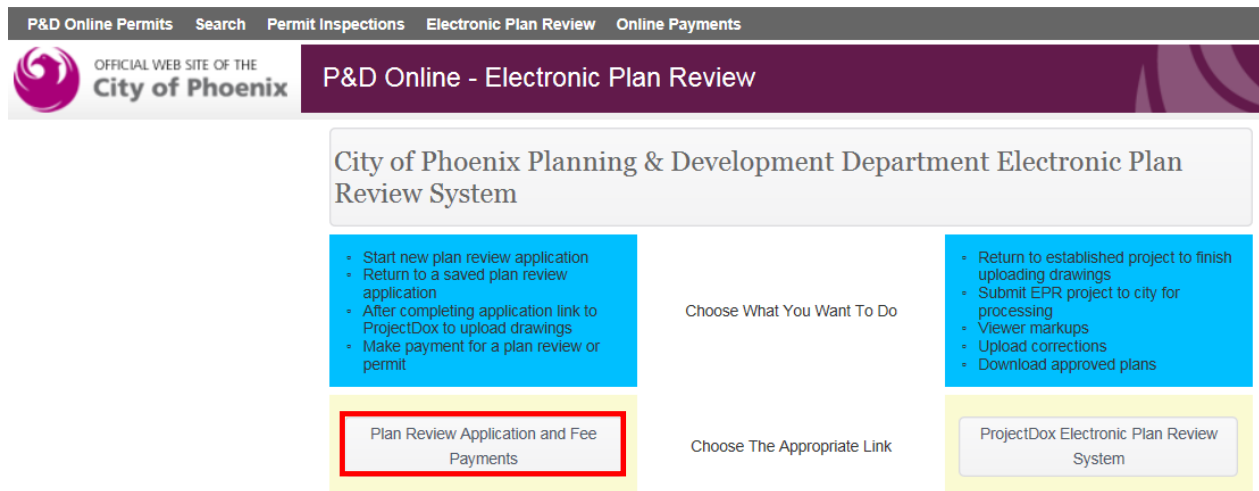 P&D Online Permits Search Permit Inspections Electronic Plan Review Online Payments
OFFICIAL WEB SITE OF THE
City of Phoenix
P&D Online - Electronic Plan Review
City of Phoenix Planning & Development Department Electronic Plan
Review System
Start new plan review application
Return to a saved plan review
application
After completing application link to
ProjectDox to upload drawings
Make payment for a plan review or
permit
Choose What You Want To Do
Return to established project to finish
uploading drawings
Submit EPR project to city for
processing
Viewer markups
Upload corrections
Download approved plans
Plan Review Application and Fee
Payments
Choose The Appropriate Link
ProjectDox Electronic Plan Review
System